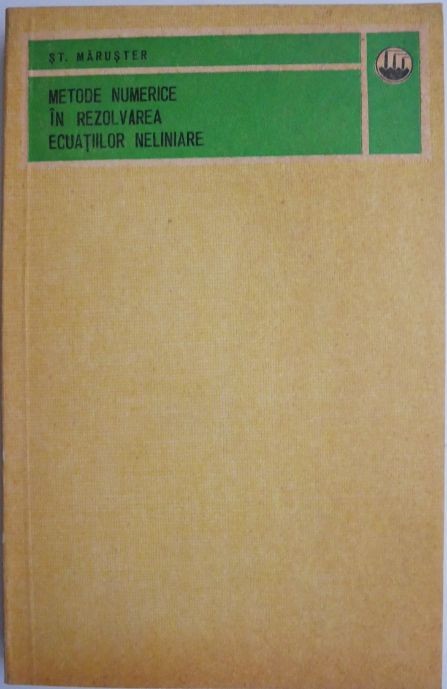 ŞT. MĂRUŞTER
METODE NUMERICE
ÎN REZOLVAREA
ECUAŢIILOR NELINIARE